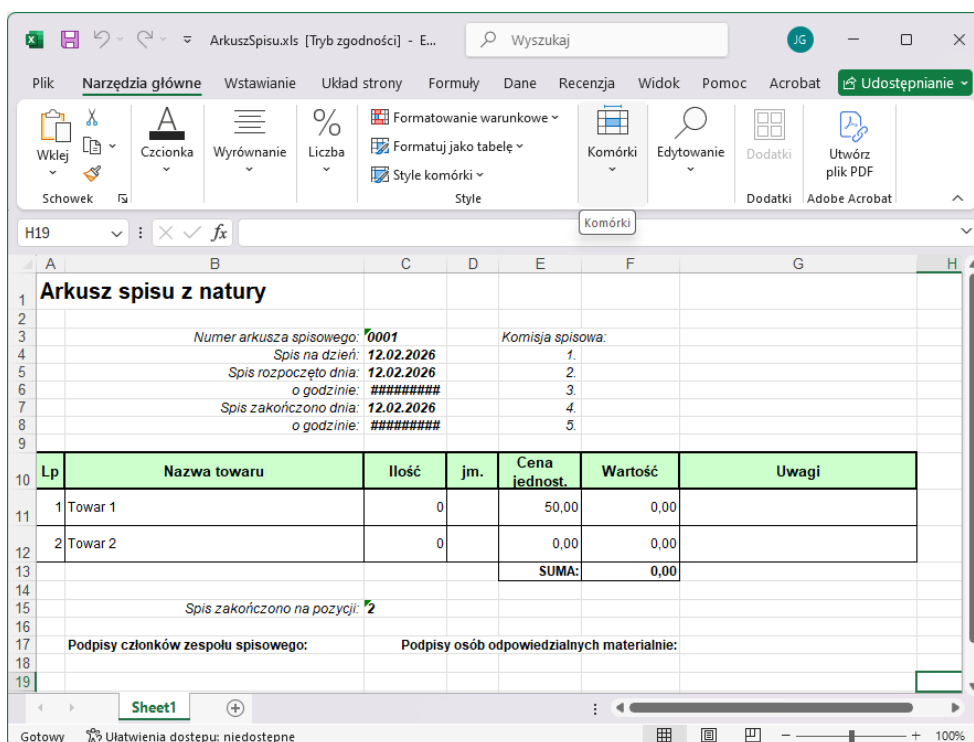 ArkuszSpisu.xls [Tryb zgodności] - E... Wyszukaj JG
Plik Narzędzia główne Wstawianie Układ strony Formuły Dane Recenzja Widok Pomoc Acrobat Udostępnianie
Wklej Czcionka Wyrównanie % Liczba Formatowanie warunkowe Formatuj jako tabelę Style komórki Komórki Edytowanie Dodatki Utwórz plik PDF
Schowek Style Dodatki Adobe Acrobat
Komórki
H19 fx
A B C D E F G H
1 Arkusz spisu z natury
2
3 Numer arkusza spisowego: 0001 Komisja spisowa:
4 Spis na dzień: 12.02.2026 1.
5 Spis rozpoczęto dnia: 12.02.2026 2.
6 o godzinie: ######### 3.
7 Spis zakończono dnia: 12.02.2026 4.
8 o godzinie: ######### 5.
9
10 Lp Nazwa towaru Ilość jm. Cena jednost. Wartość Uwagi
11 1 Towar 1 0 50,00 0,00
12 2 Towar 2 0 0,00 0,00
13 SUMA: 0,00
14
15 Spis zakończono na pozycji: 2
16
17 Podpisy członków zespołu spisowego: Podpisy osób odpowiedzialnych materialnie:
18
19
Sheet1
Gotowy Ułatwienia dostępu: niedostępne 100%